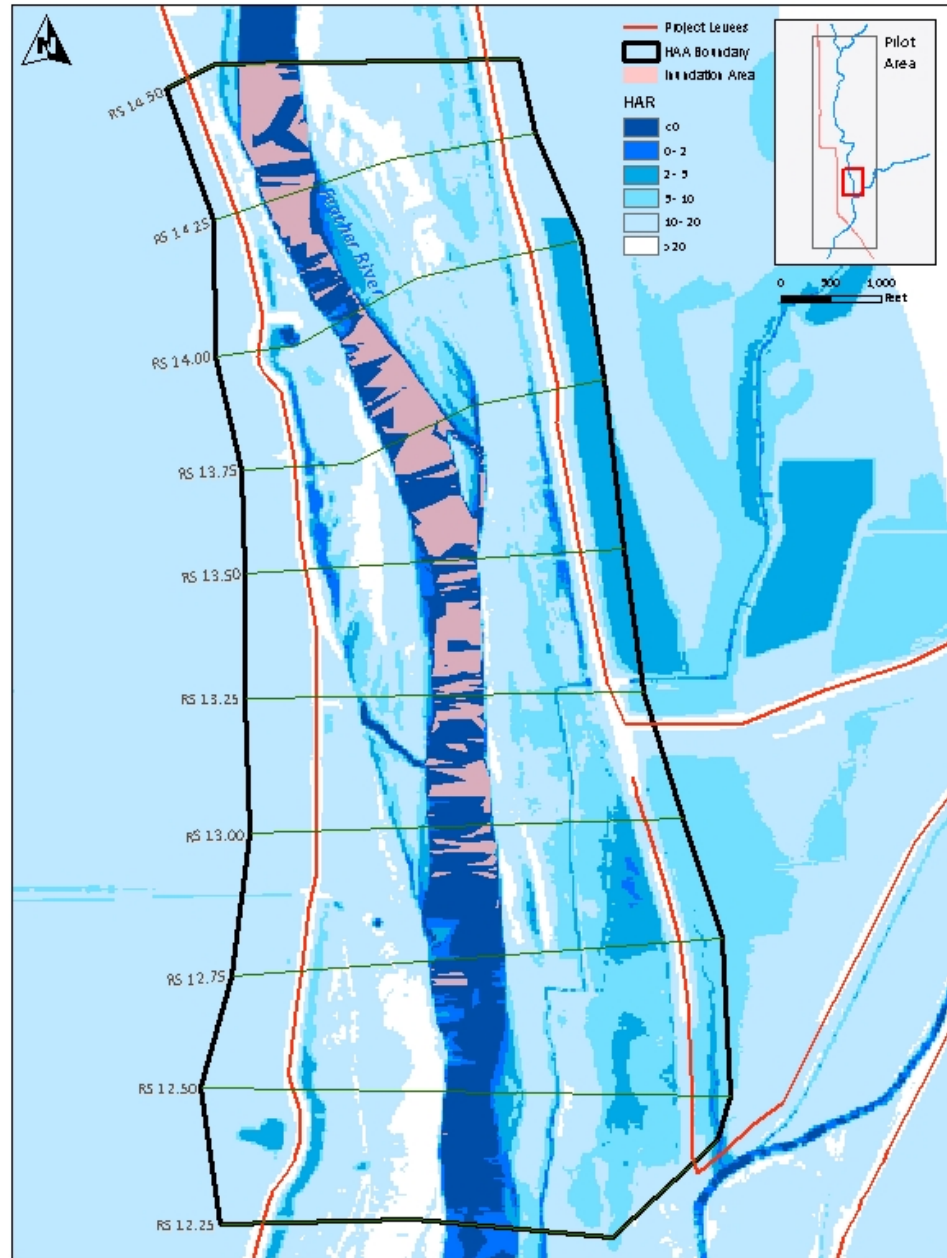 N
Project Levees
HAA Boundary
Inundation Area
HAR
<0
0-2
2-5
5-10
10-20
>20
Pilot
Area
0 500 1,000
Feet
Feather River
RS 14.50
RS 14.25
RS 14.00
RS 13.75
RS 13.50
RS 13.25
RS 13.00
RS 12.75
RS 12.50
RS 12.25